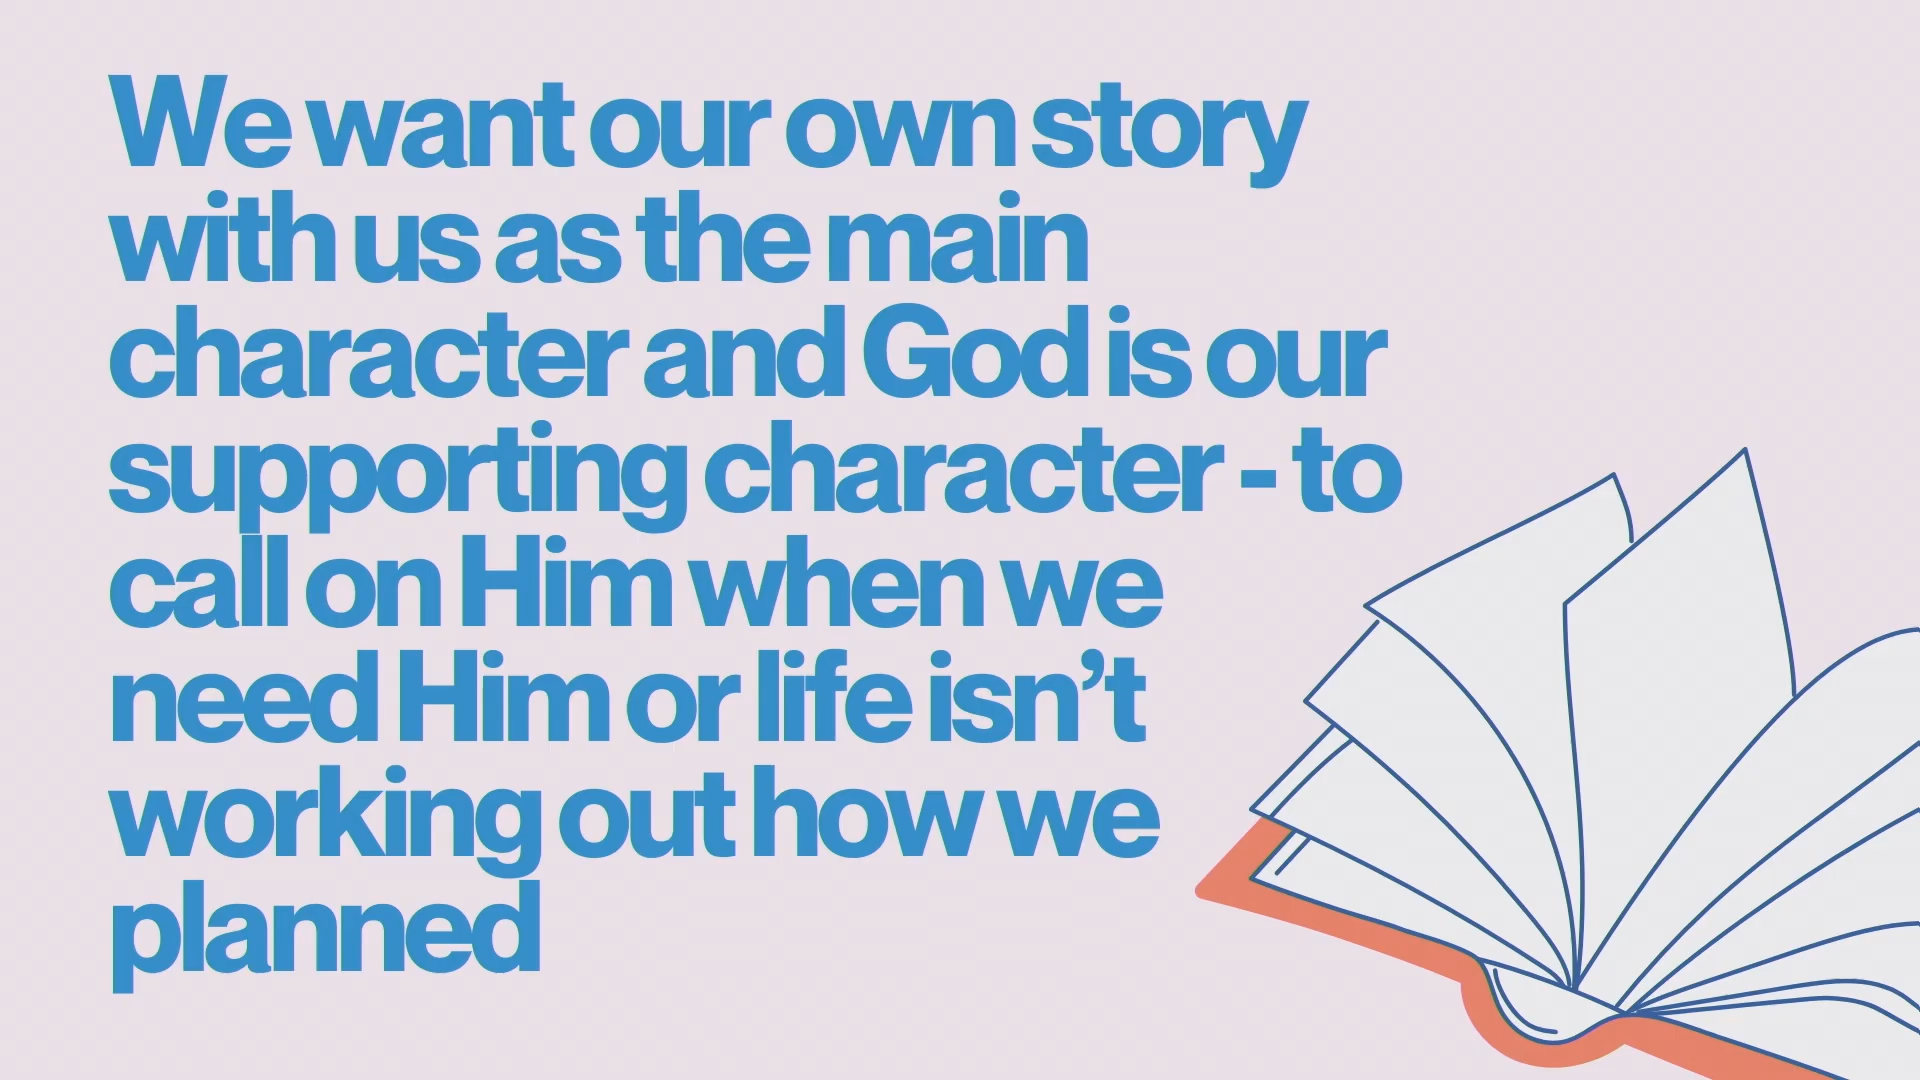 We want our own story
with us as the main
character and God is our
supporting character - to
call on Him when we
need Him or life isn’t
working out how we
planned